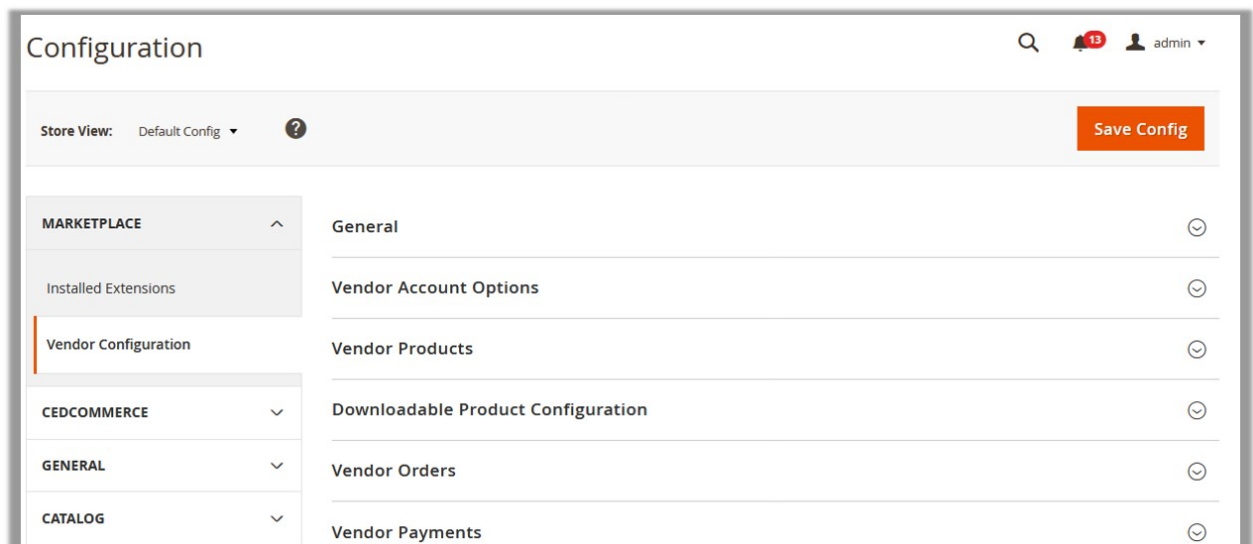 Configuration
13
admin
Store View: Default Config ?
Save Config
MARKETPLACE
Installed Extensions
Vendor Configuration
CEDCOMMERCE
GENERAL
CATALOG
General
Vendor Account Options
Vendor Products
Downloadable Product Configuration
Vendor Orders
Vendor Payments